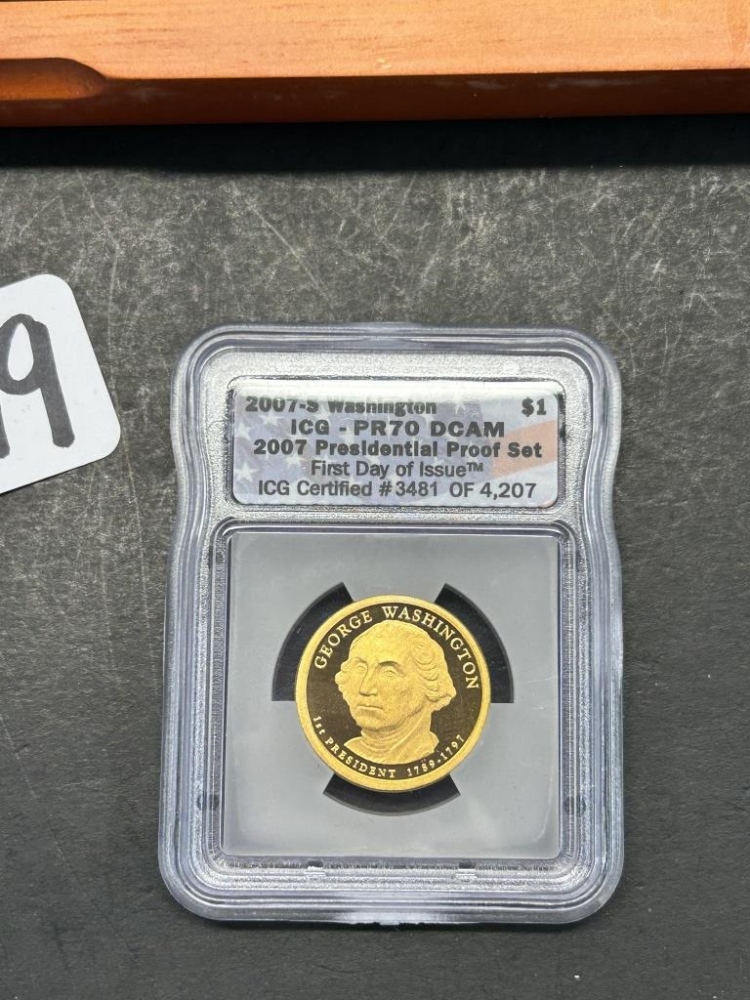 2007-S Washington $1
ICG - PR70 DCAM
2007 Presidential Proof Set
First Day of Issue™
ICG Certified #3481 OF 4,207
GEORGE WASHINGTON
1st PRESIDENT 1789-1797